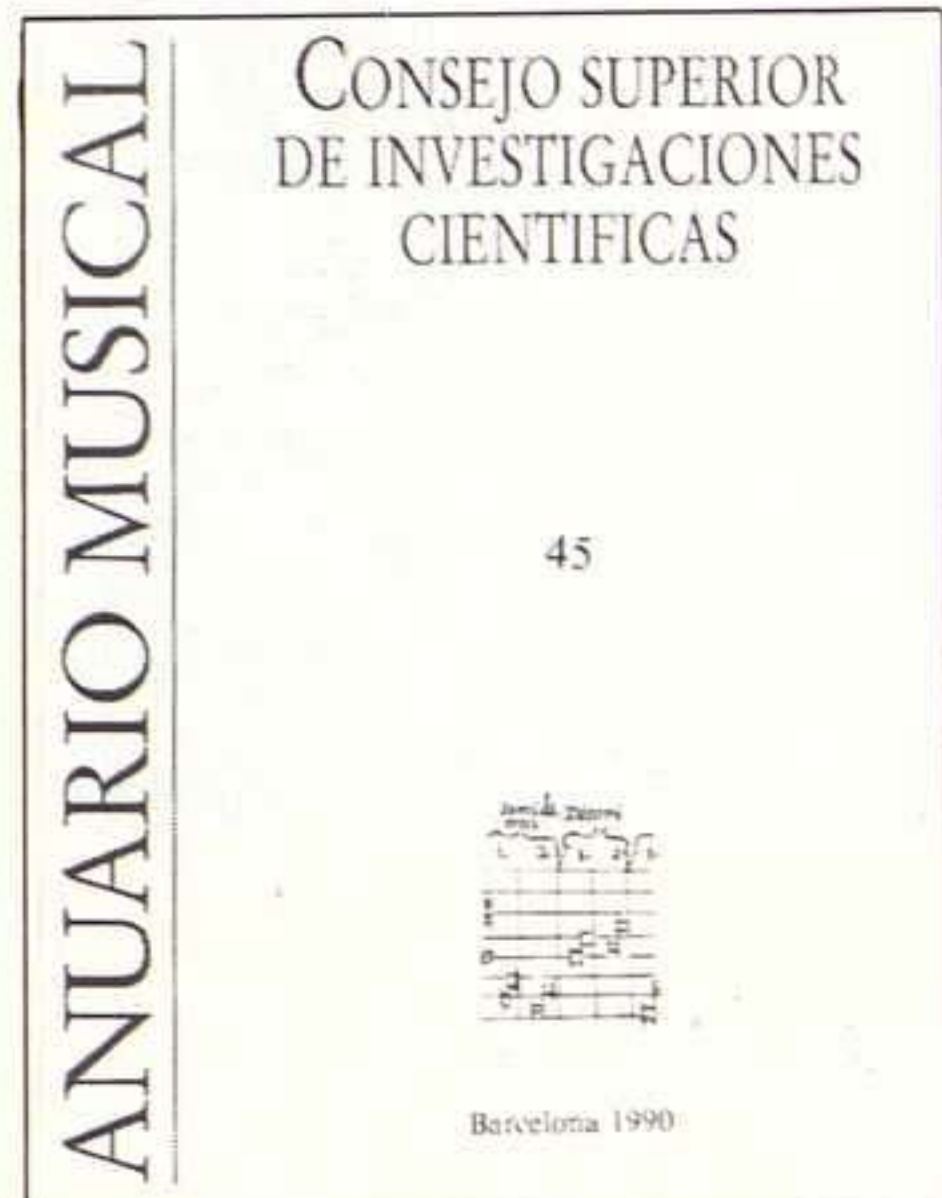 ANUARIO MUSICAL
CONSEJO SUPERIOR
DE INVESTIGACIONES
CIENTIFICAS
45
Barcelona 1990